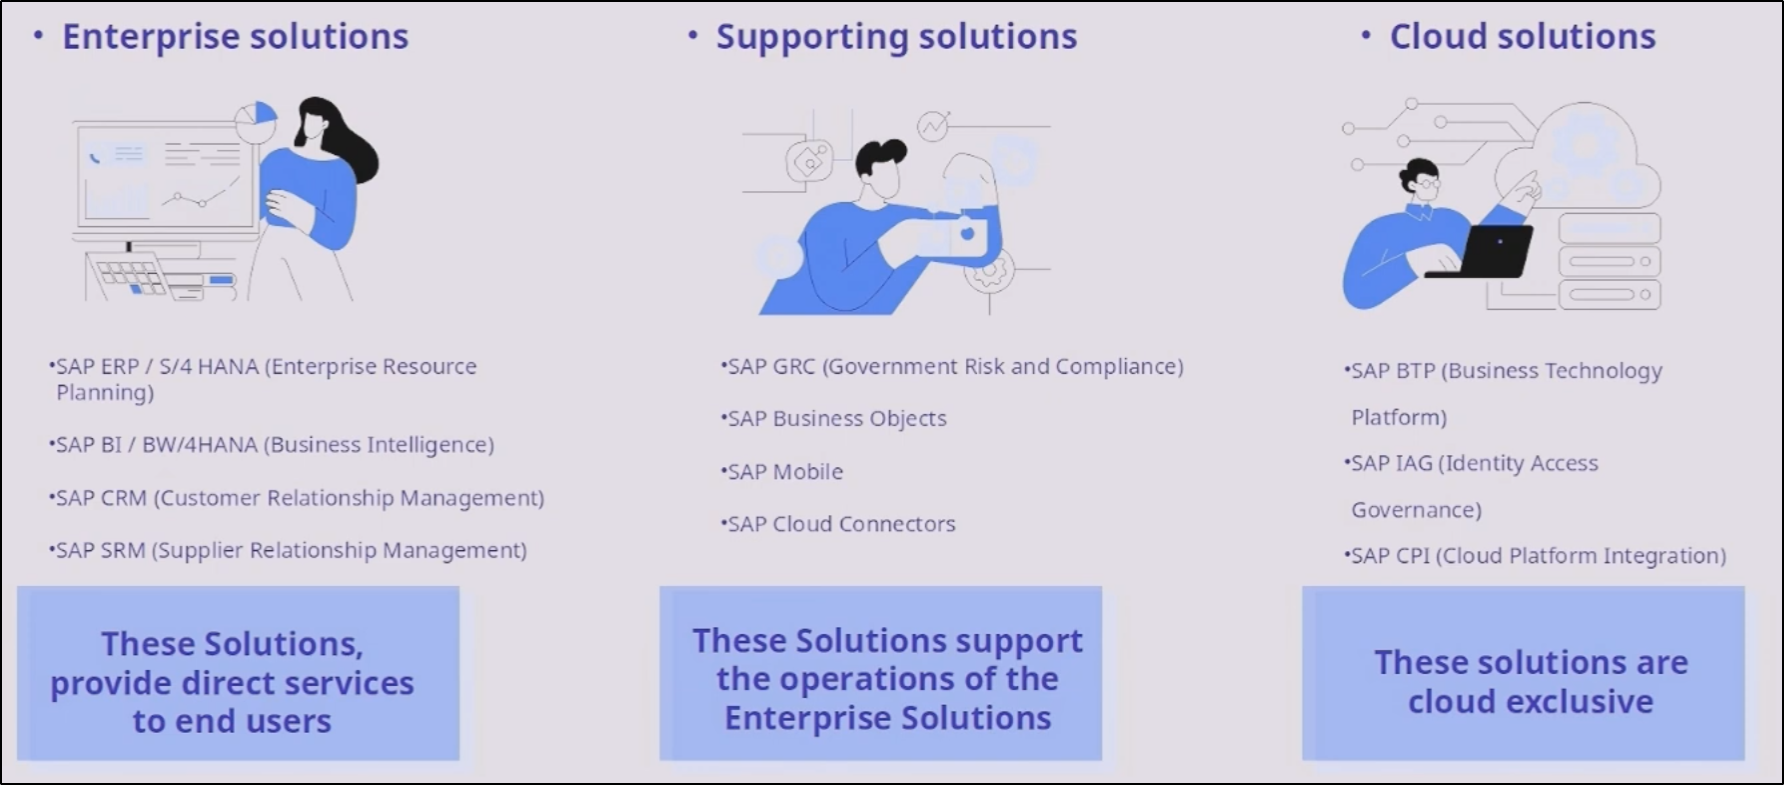 • Enterprise solutions
•SAP ERP / S/4 HANA (Enterprise Resource
Planning)
•SAP BI / BW/4HANA (Business Intelligence)
•SAP CRM (Customer Relationship Management)
•SAP SRM (Supplier Relationship Management)
These Solutions,
provide direct services
to end users
• Supporting solutions
•SAP GRC (Government Risk and Compliance)
•SAP Business Objects
•SAP Mobile
•SAP Cloud Connectors
These Solutions support
the operations of the
Enterprise Solutions
• Cloud solutions
•SAP BTP (Business Technology
Platform)
•SAP IAG (Identity Access
Governance)
•SAP CPI (Cloud Platform Integration)
These solutions are
cloud exclusive